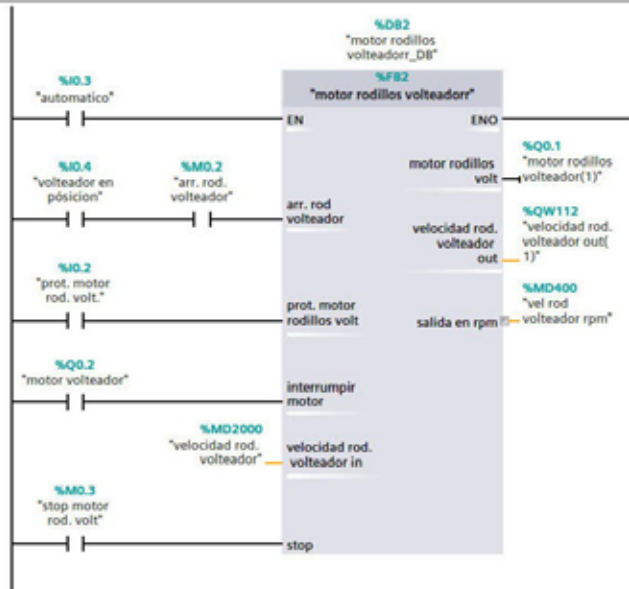 %DB2
"motor rodillos
volteadorr_DB"
%FB2
"motor rodillos volteadorr"
%I0.3
"automatico"
EN
ENO
%I0.4
"volteador en
pósicion"
%M0.2
"arr. rod.
volteador"
arr. rod
volteador
motor rodillos
volt
%Q0.1
"motor rodillos
volteador(1)"
velocidad rod.
volteador
out
%QW112
"velocidad rod.
volteador out(
1)"
%I0.2
"prot. motor
rod. volt."
prot. motor
rodillos volt
salida en rpm
%MD400
"vel rod
volteador rpm"
%Q0.2
"motor volteador"
interrumpir
motor
%MD2000
"velocidad rod.
volteador"
velocidad rod.
volteador in
%M0.3
"stop motor
rod. volt"
stop